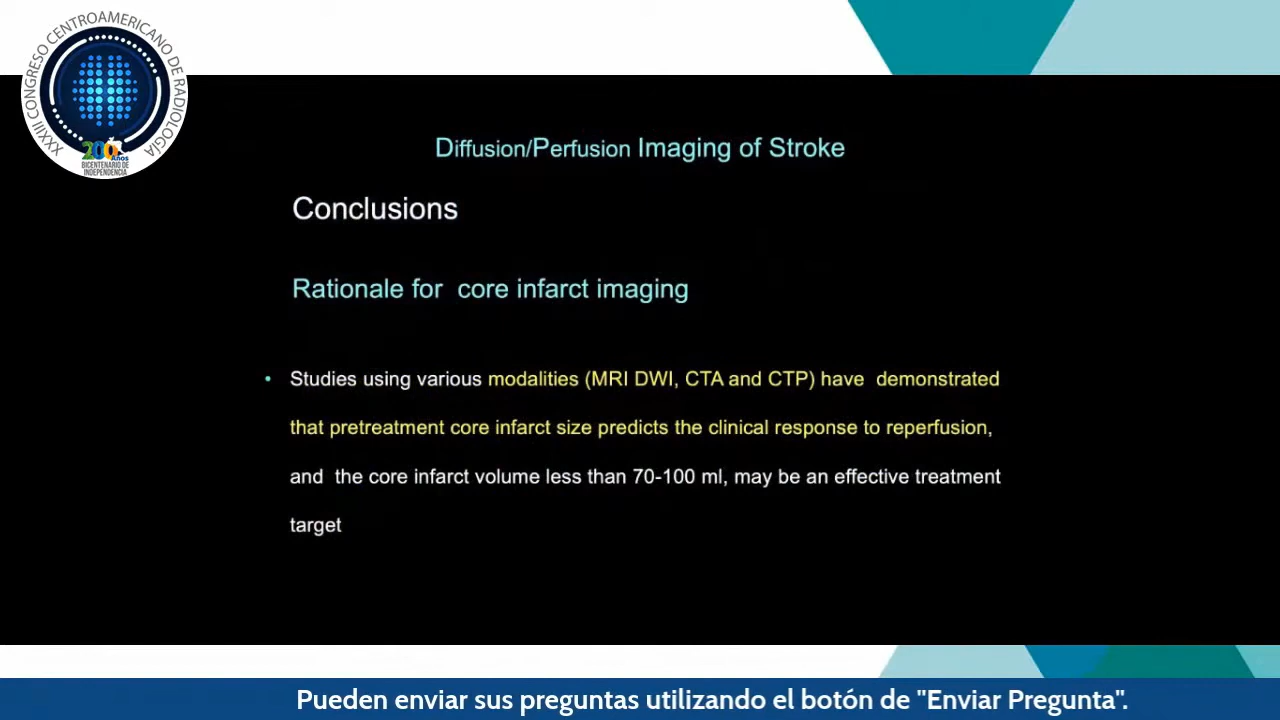 XXXIII CONGRESO CENTROAMERICANO DE RADIOLOGÍA
200 Años
BICENTENARIO DE
INDEPENDENCIA
Diffusion/Perfusion Imaging of Stroke
Conclusions
Rationale for core infarct imaging
• Studies using various modalities (MRI DWI, CTA and CTP) have demonstrated
that pretreatment core infarct size predicts the clinical response to reperfusion,
and the core infarct volume less than 70-100 ml, may be an effective treatment
target
Pueden enviar sus preguntas utilizando el botón de "Enviar Pregunta".